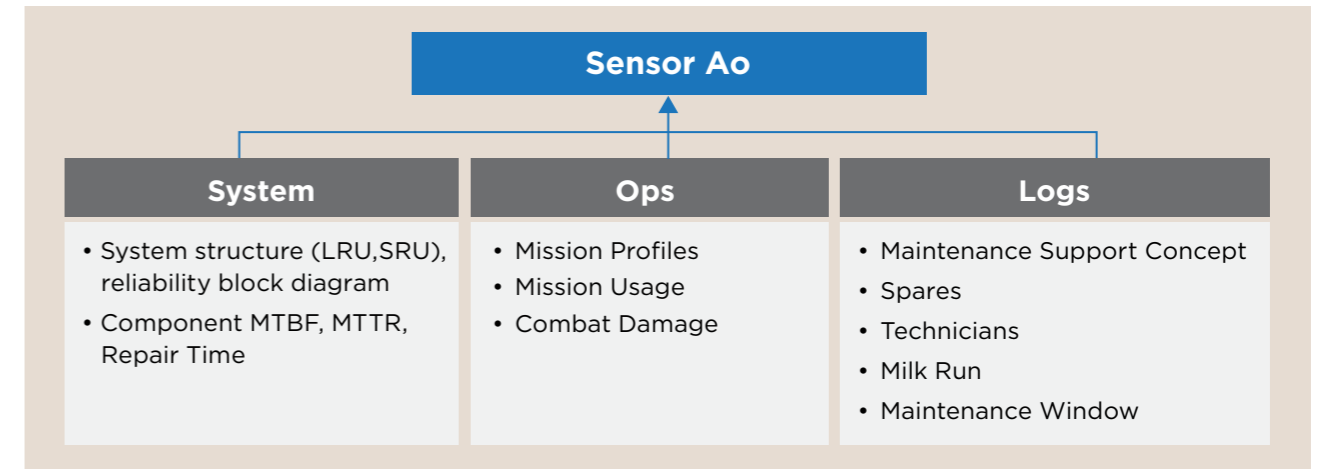 Sensor Ao
System
• System structure (LRU,SRU),
reliability block diagram
• Component MTBF, MTTR,
Repair Time
Ops
• Mission Profiles
• Mission Usage
• Combat Damage
Logs
• Maintenance Support Concept
• Spares
• Technicians
• Milk Run
• Maintenance Window